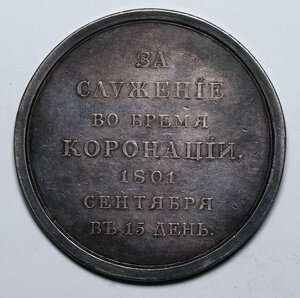 ЗА
СЛУЖЕНІЕ
ВО ВРЕМЯ
КОРОНАЦІИ.
1801
СЕНТЯБРЯ
ВЪ 15 ДЕНЬ.